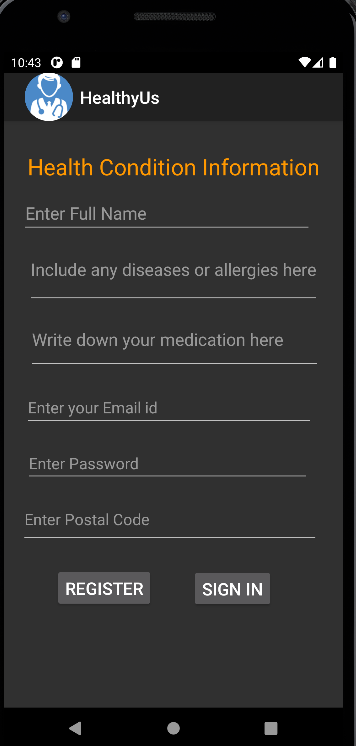 10:43
HealthyUs
Health Condition Information
Enter Full Name
Include any diseases or allergies here
Write down your medication here
Enter your Email id
Enter Password
Enter Postal Code
REGISTER SIGN IN